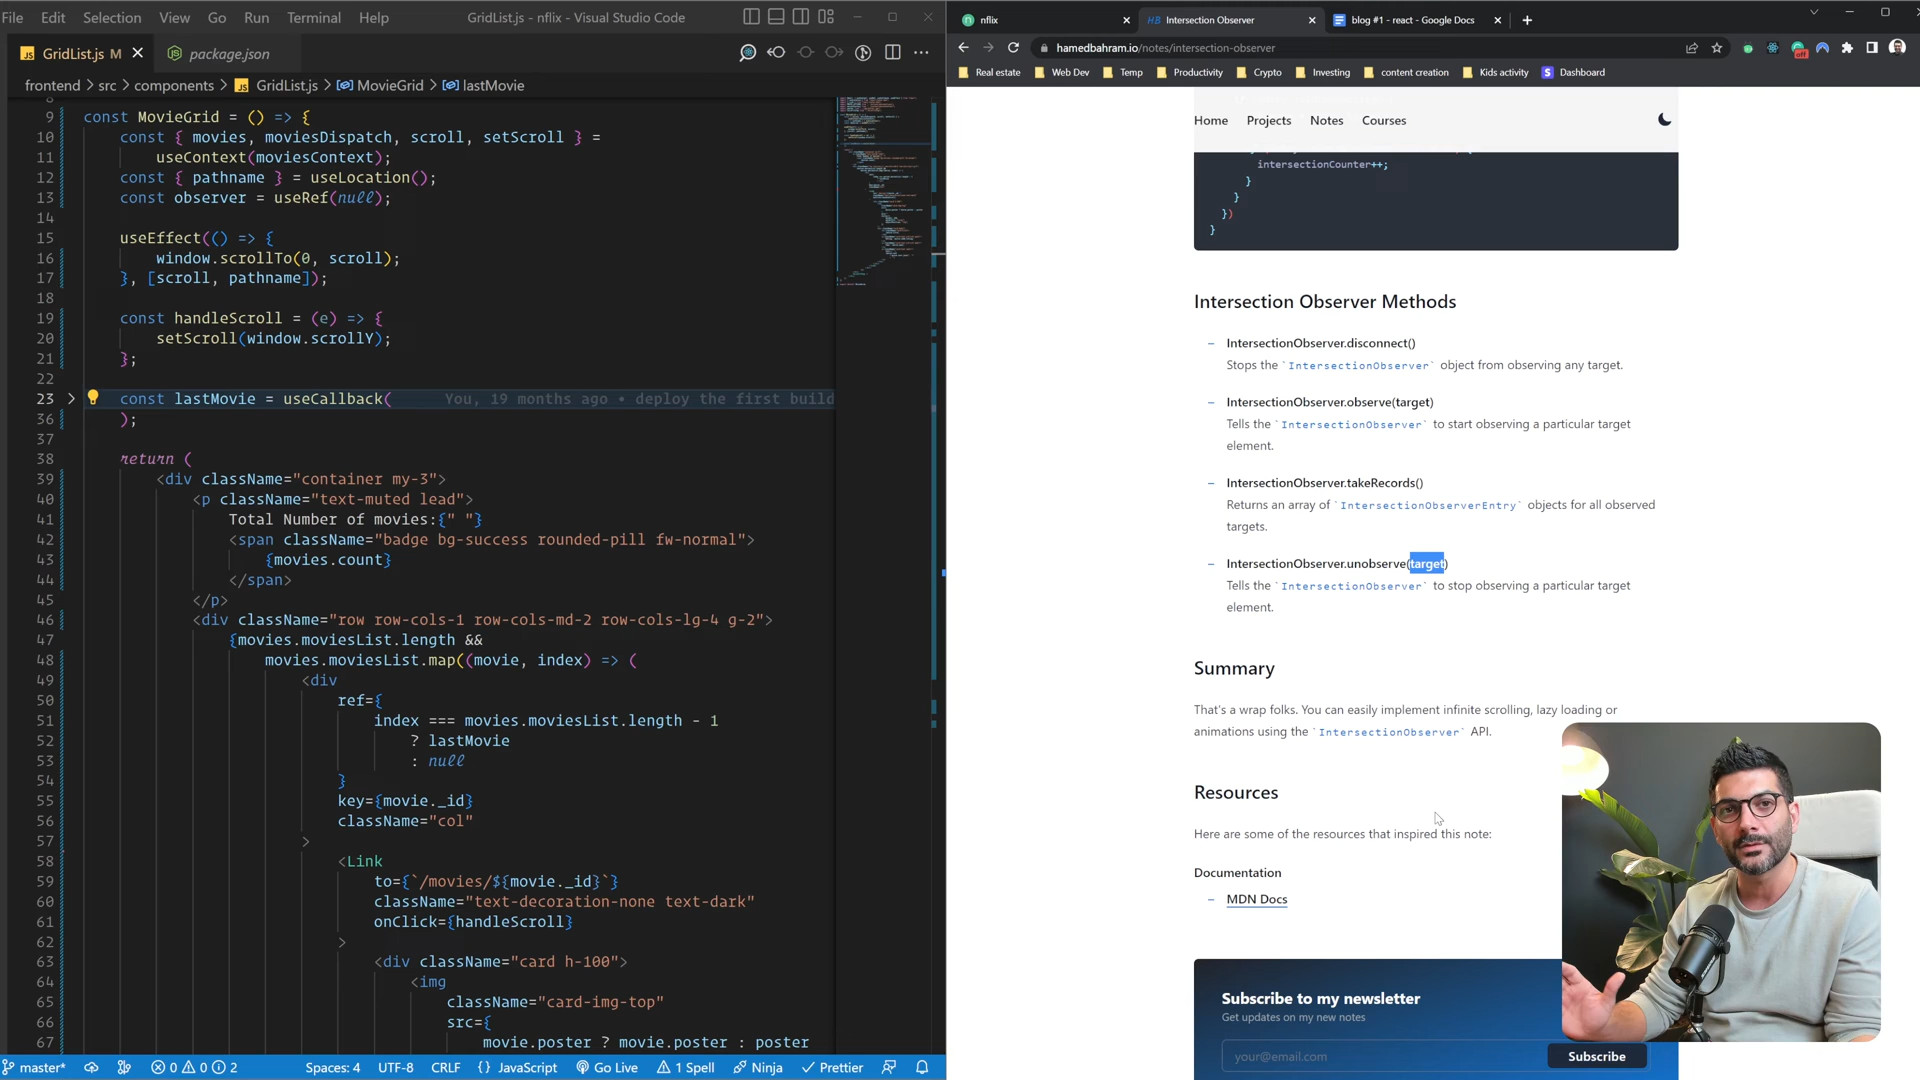 File Edit Selection View Go Run Terminal Help
GridList.js - nflix - Visual Studio Code
GridList.js M
package.json
frontend > src > components > GridList.js > MovieGrid > lastMovie
9 const MovieGrid = () => {
10 const { movies, moviesDispatch, scroll, setScroll } =
11 useContext(moviesContext);
12 const { pathname } = useLocation();
13 const observer = useRef(null);
14
15 useEffect(() => {
16 window.scrollTo(0, scroll);
17 }, [scroll, pathname]);
18
19 const handleScroll = (e) => {
20 setScroll(window.scrollY);
21 };
22
23 const lastMovie = useCallback( You, 19 months ago • deploy the first build
36 );
37
38 return (
39 <div className="container my-3">
40 <p className="text-muted lead">
41 Total Number of movies:{" "}
42 <span className="badge bg-success rounded-pill fw-normal">
43 {movies.count}
44 </span>
45 </p>
46 <div className="row row-cols-1 row-cols-md-2 row-cols-lg-4 g-2">
47 {movies.moviesList.length &&
48 movies.moviesList.map((movie, index) => (
49 <div
50 ref={
51 index === movies.moviesList.length - 1
52 ? lastMovie
53 : null
54 }
55 key={movie._id}
56 className="col"
57 >
58 <Link
59 to={`/movies/${movie._id}`}
60 className="text-decoration-none text-dark"
61 onClick={handleScroll}
62 >
63 <div className="card h-100">
64 <img
65 className="card-img-top"
66 src={
67 movie.poster ? movie.poster : poster
master* 0 0 2 Spaces: 4 UTF-8 CRLF {} JavaScript Go Live 1 Spell Ninja Prettier
nflix
HB Intersection Observer
blog #1 - react - Google Docs
hamedbahram.io/notes/intersection-observer
Real estate Web Dev Temp Productivity Crypto Investing content creation Kids activity S Dashboard
Home Projects Notes Courses
{
intersectionCounter++;
}
}
})
}
Intersection Observer Methods
– IntersectionObserver.disconnect()
Stops the `IntersectionObserver` object from observing any target.
– IntersectionObserver.observe(target)
Tells the `IntersectionObserver` to start observing a particular target
element.
– IntersectionObserver.takeRecords()
Returns an array of `IntersectionObserverEntry` objects for all observed
targets.
– IntersectionObserver.unobserve(target)
Tells the `IntersectionObserver` to stop observing a particular target
element.
Summary
That's a wrap folks. You can easily implement infinite scrolling, lazy loading or
animations using the `IntersectionObserver` API.
Resources
Here are some of the resources that inspired this note:
Documentation
– MDN Docs
Subscribe to my newsletter
Get updates on my new notes
your@email.com
Subscribe